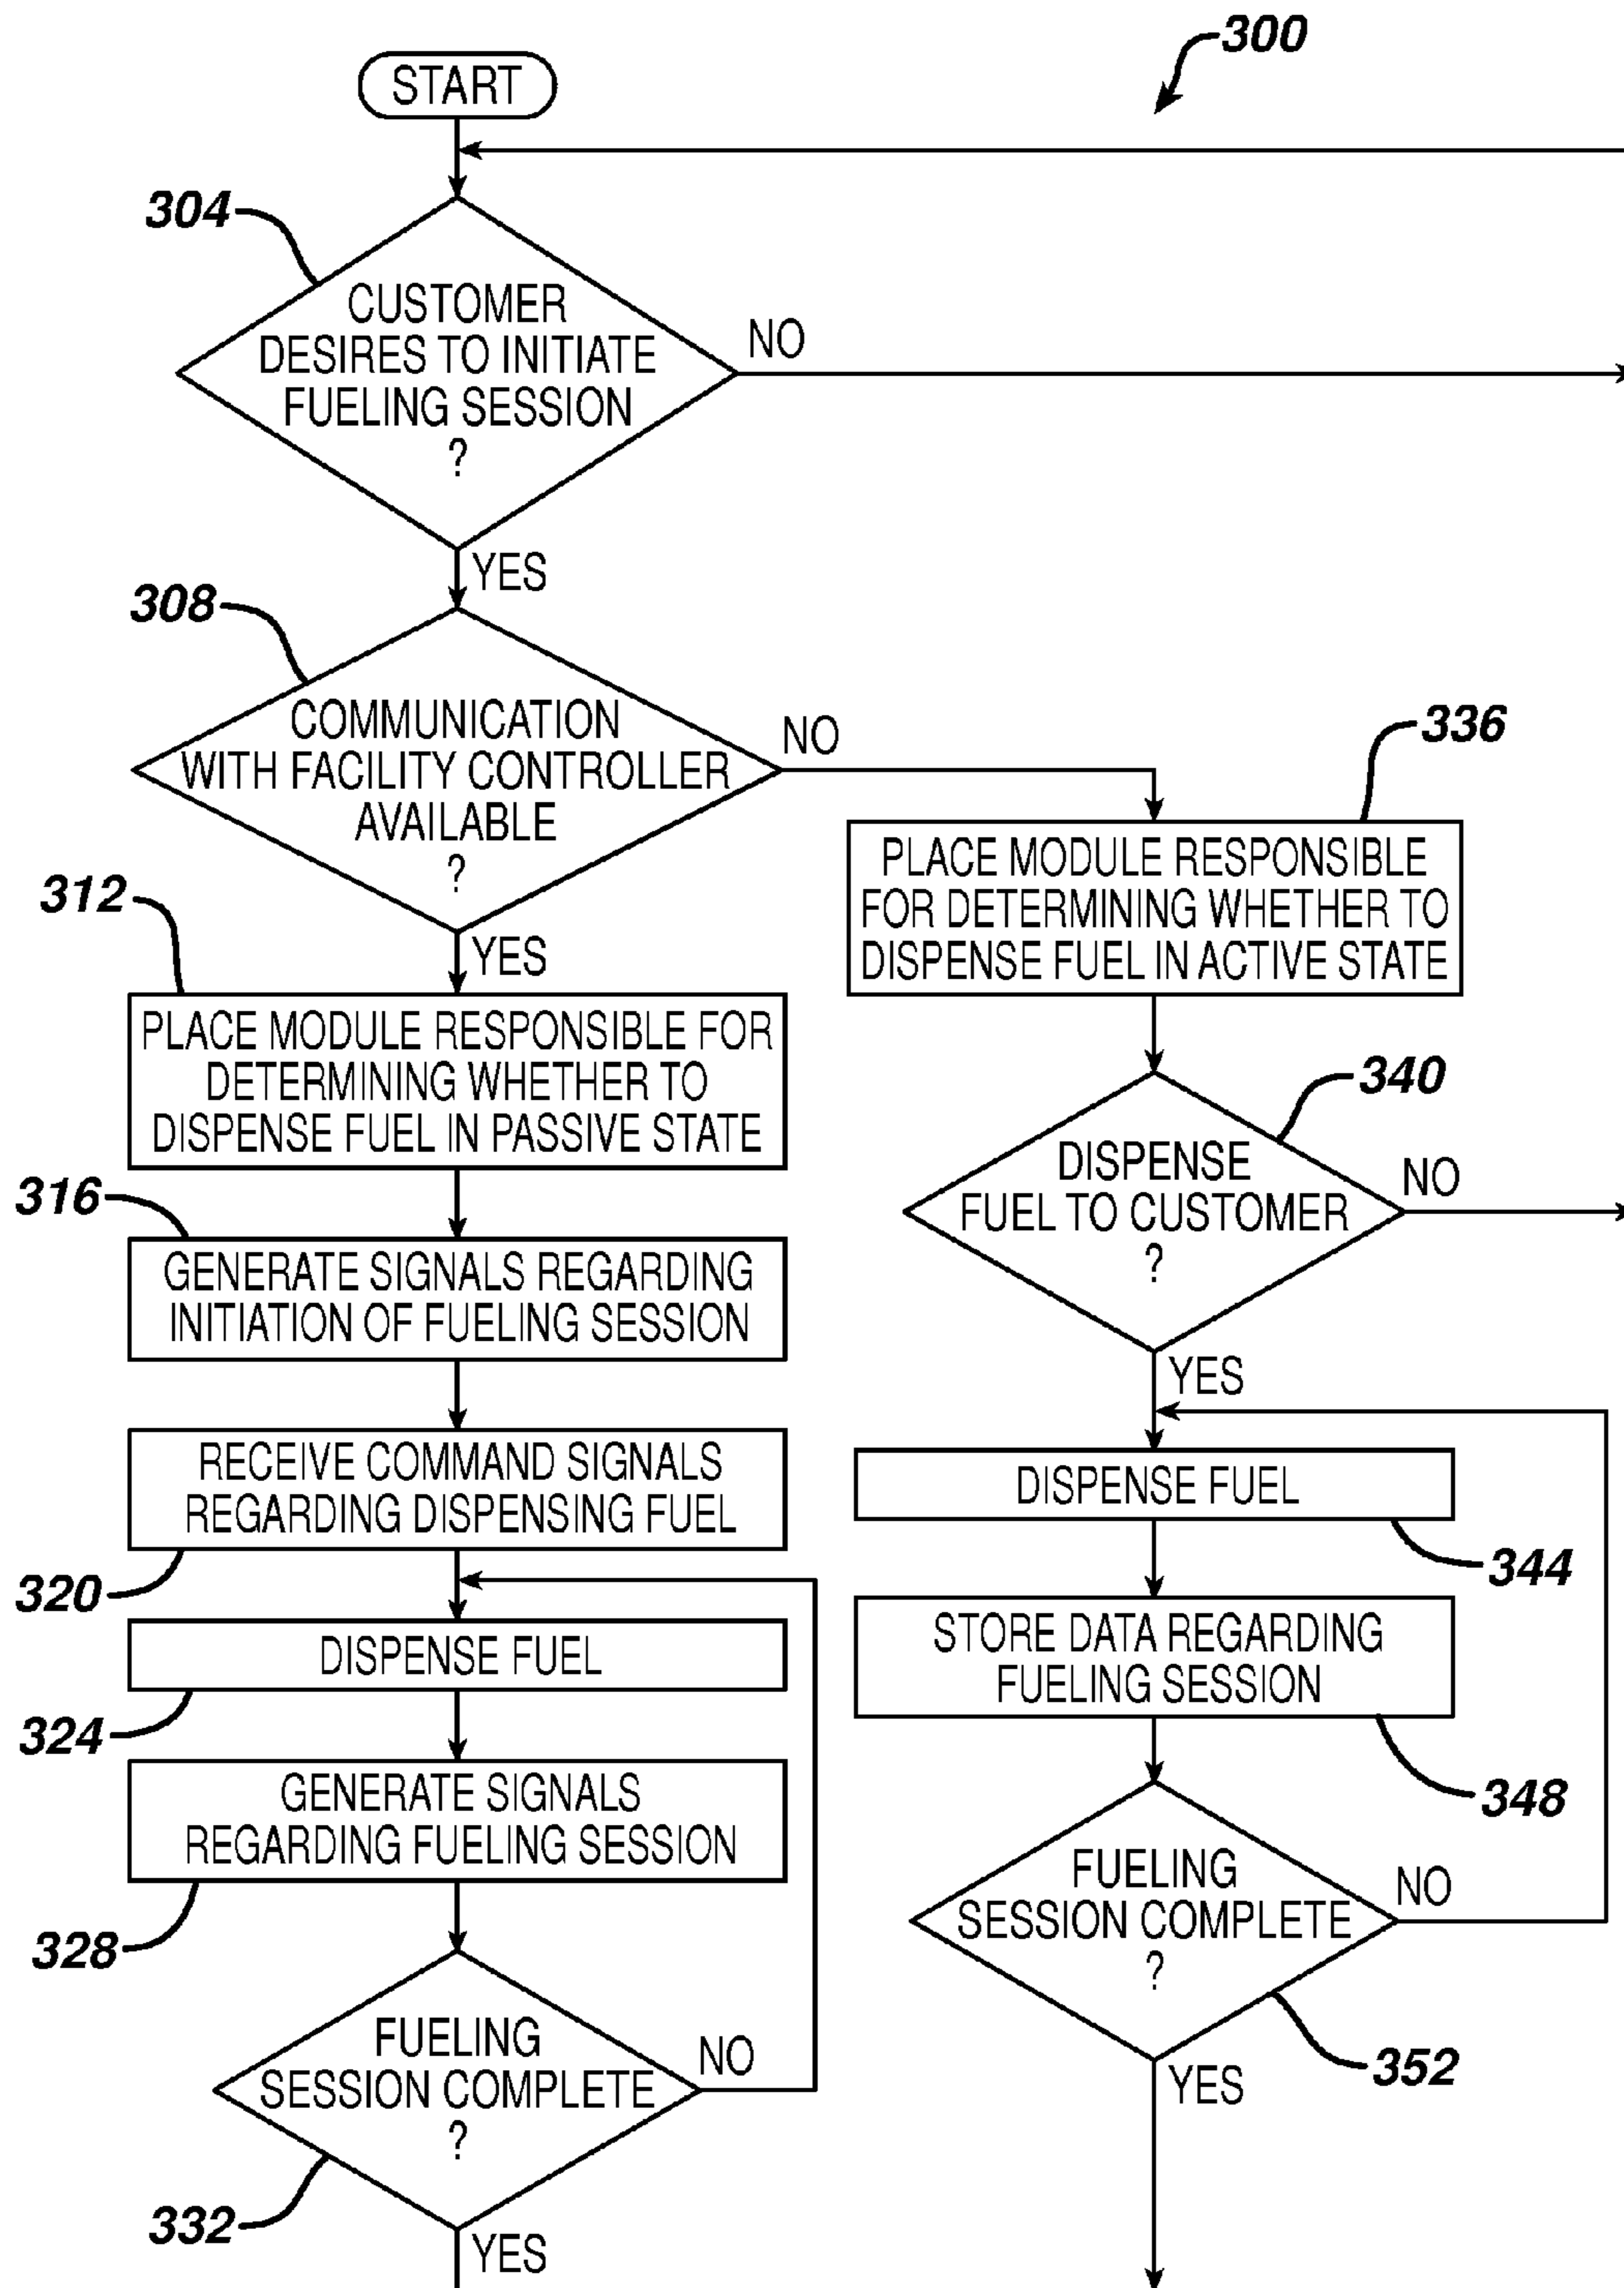 300
START
304
CUSTOMER
DESIRES TO INITIATE
FUELING SESSION
?
NO
YES
308
COMMUNICATION
WITH FACILITY CONTROLLER
AVAILABLE
?
NO
YES
336
PLACE MODULE RESPONSIBLE
FOR DETERMINING WHETHER TO
DISPENSE FUEL IN ACTIVE STATE
312
PLACE MODULE RESPONSIBLE FOR
DETERMINING WHETHER TO
DISPENSE FUEL IN PASSIVE STATE
340
DISPENSE
FUEL TO CUSTOMER
?
NO
YES
316
GENERATE SIGNALS REGARDING
INITIATION OF FUELING SESSION
RECEIVE COMMAND SIGNALS
REGARDING DISPENSING FUEL
320
DISPENSE FUEL
344
DISPENSE FUEL
324
STORE DATA REGARDING
FUELING SESSION
348
GENERATE SIGNALS
REGARDING FUELING SESSION
328
FUELING
SESSION COMPLETE
?
NO
352
YES
FUELING
SESSION COMPLETE
?
NO
332
YES